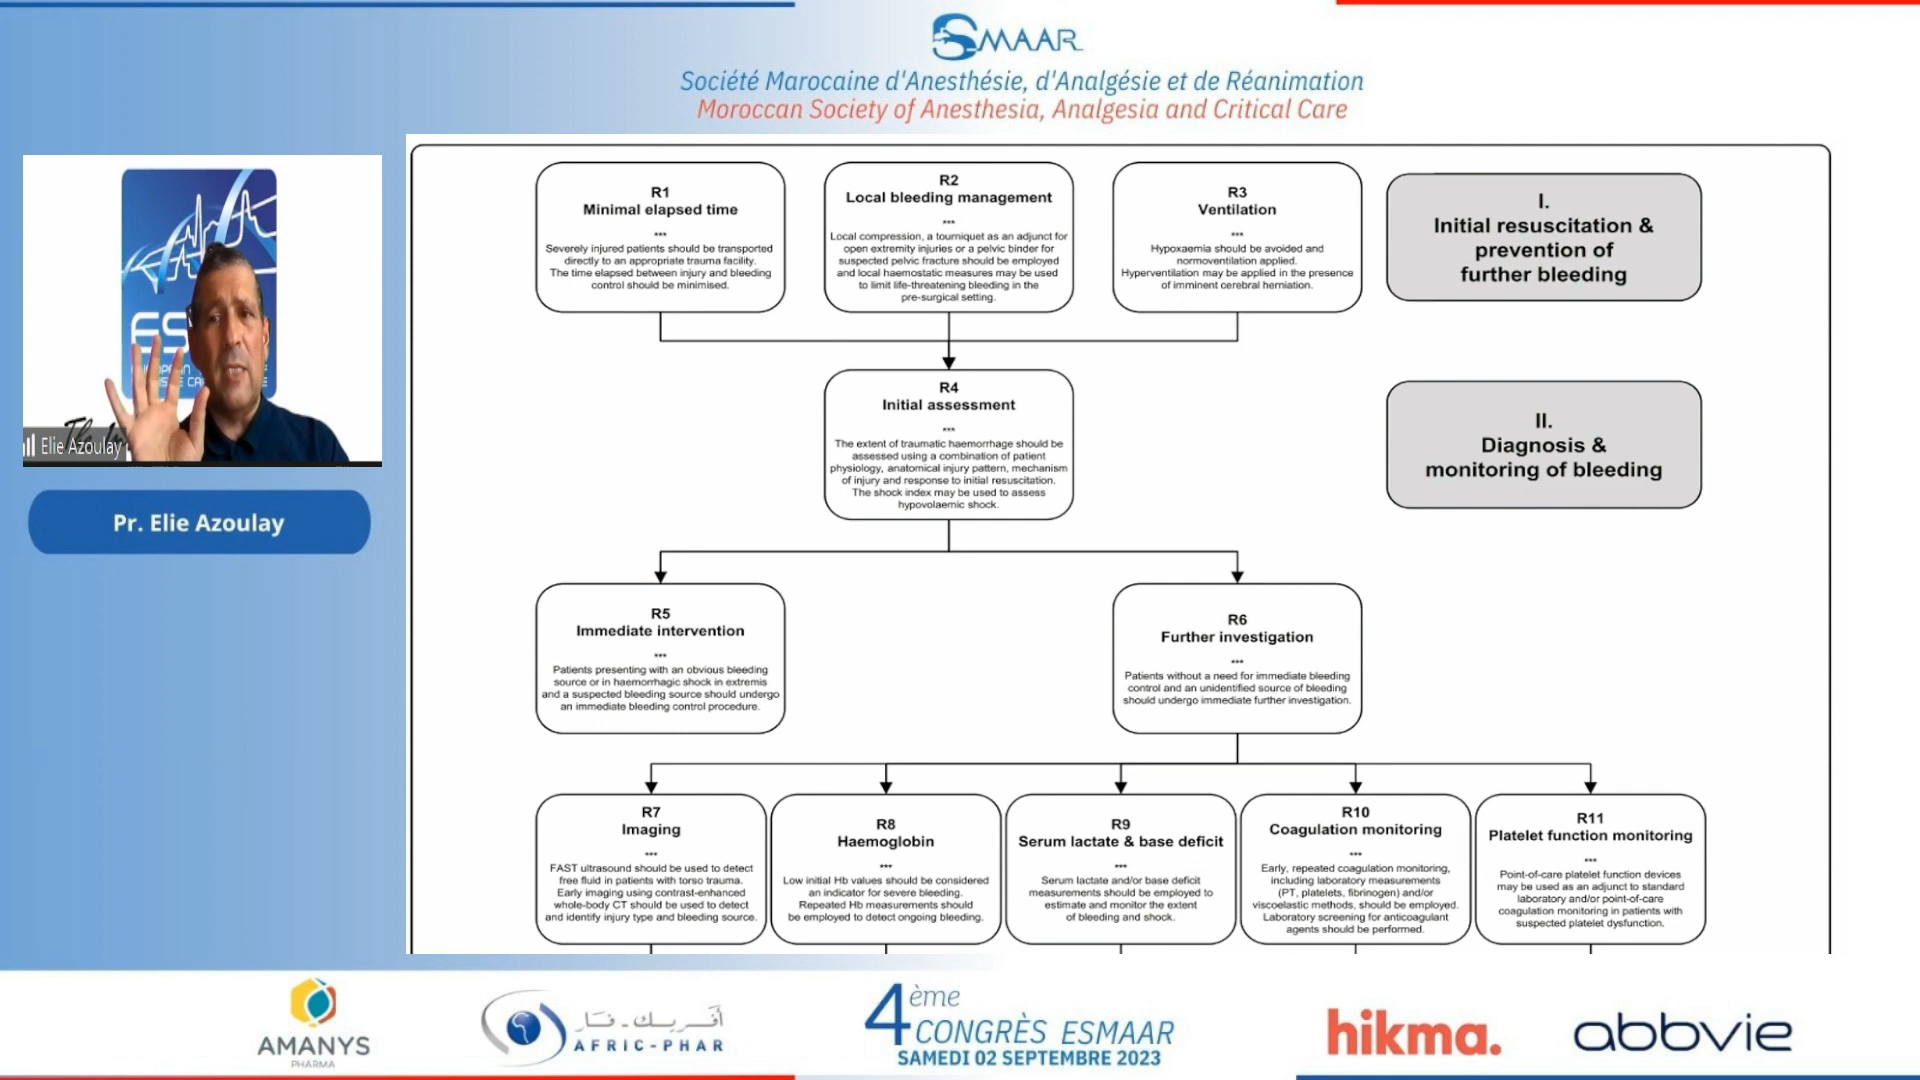 SMAAR
Société Marocaine d'Anesthésie, d'Analgésie et de Réanimation
Moroccan Society of Anesthesia, Analgesia and Critical Care
Elie Azoulay
Pr. Elie Azoulay
R1
Minimal elapsed time
***
Severely injured patients should be transported
directly to an appropriate trauma facility.
The time elapsed between injury and bleeding
control should be minimised.
R2
Local bleeding management
***
Local compression, a tourniquet as an adjunct for
open extremity injuries or a pelvic binder for
suspected pelvic fracture should be employed
and local haemostatic measures may be used
to limit life-threatening bleeding in the
pre-surgical setting.
R3
Ventilation
***
Hypoxaemia should be avoided and
normoventilation applied.
Hyperventilation may be applied in the presence
of imminent cerebral herniation.
I.
Initial resuscitation &
prevention of
further bleeding
R4
Initial assessment
***
The extent of traumatic haemorrhage should be
assessed using a combination of patient
physiology, anatomical injury pattern, mechanism
of injury and response to initial resuscitation.
The shock index may be used to assess
hypovolaemic shock.
II.
Diagnosis &
monitoring of bleeding
R5
Immediate intervention
***
Patients presenting with an obvious bleeding
source or in haemorrhagic shock in extremis
and a suspected bleeding source should undergo
an immediate bleeding control procedure.
R6
Further investigation
***
Patients without a need for immediate bleeding
control and an unidentified source of bleeding
should undergo immediate further investigation.
R7
Imaging
***
FAST ultrasound should be used to detect
free fluid in patients with torso trauma.
Early imaging using contrast-enhanced
whole-body CT should be used to detect
and identify injury type and bleeding source.
R8
Haemoglobin
***
Low initial Hb values should be considered
an indicator for severe bleeding.
Repeated Hb measurements should
be employed to detect ongoing bleeding.
R9
Serum lactate & base deficit
***
Serum lactate and/or base deficit
measurements should be employed to
estimate and monitor the extent
of bleeding and shock.
R10
Coagulation monitoring
***
Early, repeated coagulation monitoring,
including laboratory measurements
(PT, platelets, fibrinogen) and/or
viscoelastic methods, should be employed.
Laboratory screening for anticoagulant
agents should be performed.
R11
Platelet function monitoring
***
Point-of-care platelet function devices
may be used as an adjunct to standard
laboratory and/or point-of-care
coagulation monitoring in patients with
suspected platelet dysfunction.
AMANYS
PHARMA
أفريك-فار
AFRIC-PHAR
4ème
CONGRÈS ESMAAR
SAMEDI 02 SEPTEMBRE 2023
hikma.
abbvie